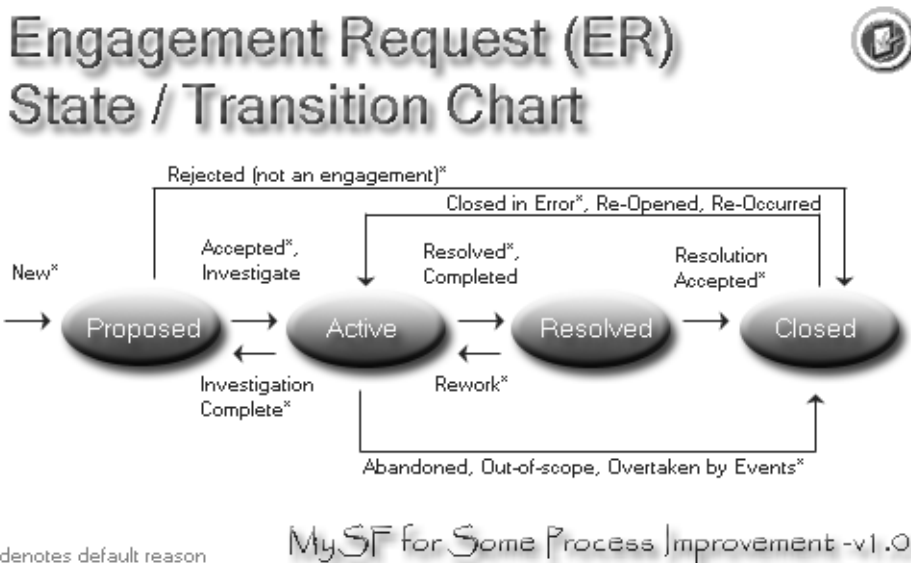 Engagement Request (ER)
State / Transition Chart
Rejected (not an engagement)*
Closed in Error*, Re-Opened, Re-Occurred
New*
Accepted*,
Investigate
Resolved*,
Completed
Resolution
Accepted*
Proposed
Active
Resolved
Closed
Investigation
Complete*
Rework*
Abandoned, Out-of-scope, Overtaken by Events*
denotes default reason
MySF for Some Process Improvement -v1.0